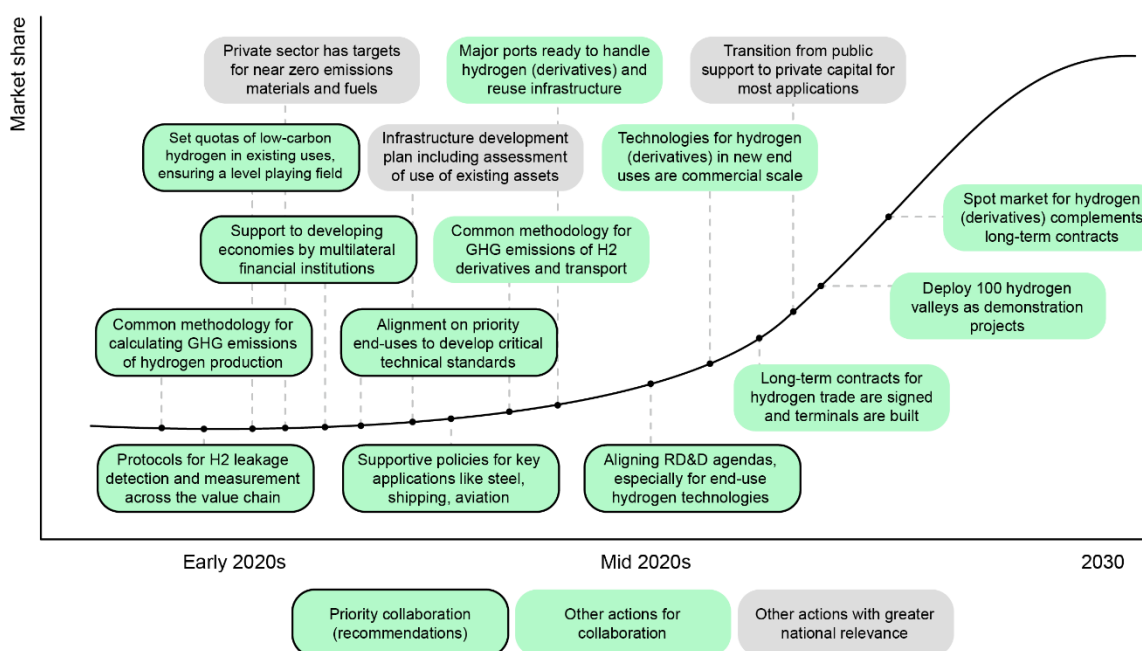 Market share
Private sector has targets
for near zero emissions
materials and fuels
Major ports ready to handle
hydrogen (derivatives) and
reuse infrastructure
Transition from public
support to private capital for
most applications
Set quotas of low-carbon
hydrogen in existing uses,
ensuring a level playing field
Infrastructure development
plan including assessment
of use of existing assets
Technologies for hydrogen
(derivatives) in new end
uses are commercial scale
Spot market for hydrogen
(derivatives) complements
long-term contracts
Support to developing
economies by multilateral
financial institutions
Common methodology for
GHG emissions of H2
derivatives and transport
Deploy 100 hydrogen
valleys as demonstration
projects
Common methodology for
calculating GHG emissions
of hydrogen production
Alignment on priority
end-uses to develop critical
technical standards
Long-term contracts for
hydrogen trade are signed
and terminals are built
Protocols for H2 leakage
detection and measurement
across the value chain
Supportive policies for key
applications like steel,
shipping, aviation
Aligning RD&D agendas,
especially for end-use
hydrogen technologies
Early 2020s
Mid 2020s
2030
Priority collaboration
(recommendations)
Other actions for
collaboration
Other actions with greater
national relevance